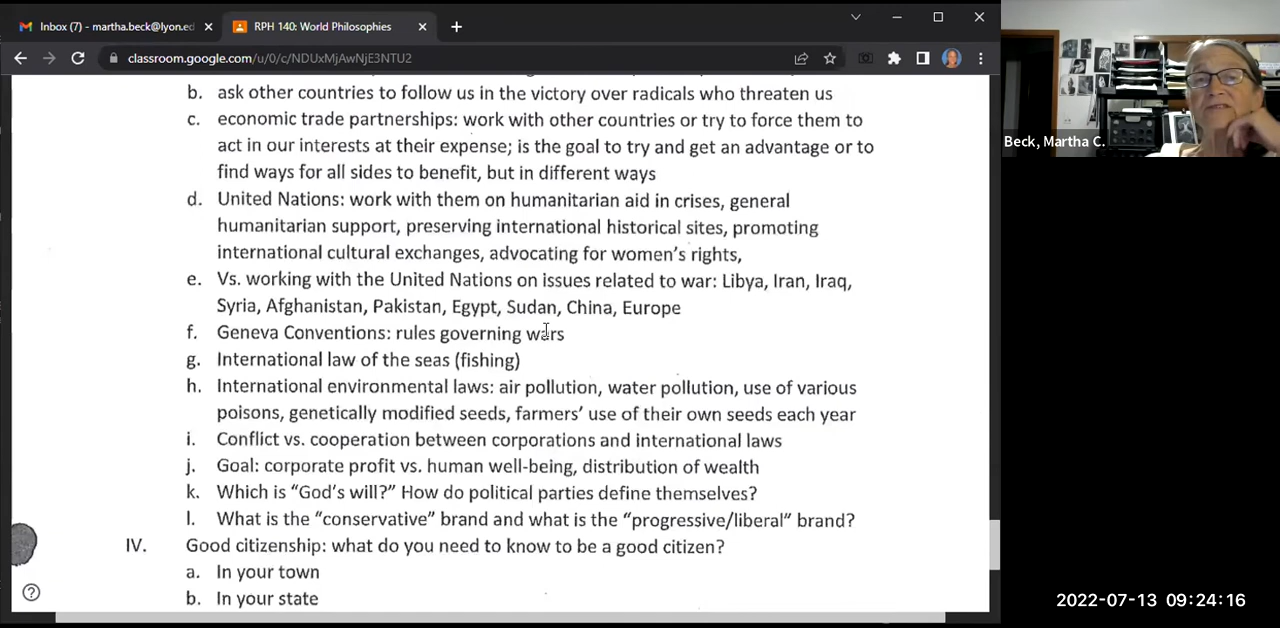 Inbox (7) - martha.beck@lyon.ed
RPH 140: World Philosophies
classroom.google.com/u/0/c/NDUxMjAwNjE3NTU2
b. ask other countries to follow us in the victory over radicals who threaten us
c. economic trade partnerships: work with other countries or try to force them to
act in our interests at their expense; is the goal to try and get an advantage or to
find ways for all sides to benefit, but in different ways
d. United Nations: work with them on humanitarian aid in crises, general
humanitarian support, preserving international historical sites, promoting
international cultural exchanges, advocating for women's rights,
e. Vs. working with the United Nations on issues related to war: Libya, Iran, Iraq,
Syria, Afghanistan, Pakistan, Egypt, Sudan, China, Europe
f. Geneva Conventions: rules governing wars
g. International law of the seas (fishing)
h. International environmental laws: air pollution, water pollution, use of various
poisons, genetically modified seeds, farmers' use of their own seeds each year
i. Conflict vs. cooperation between corporations and international laws
j. Goal: corporate profit vs. human well-being, distribution of wealth
k. Which is "God's will?" How do political parties define themselves?
l. What is the "conservative" brand and what is the "progressive/liberal" brand?
IV. Good citizenship: what do you need to know to be a good citizen?
a. In your town
b. In your state
Beck, Martha C.
2022-07-13 09:24:16